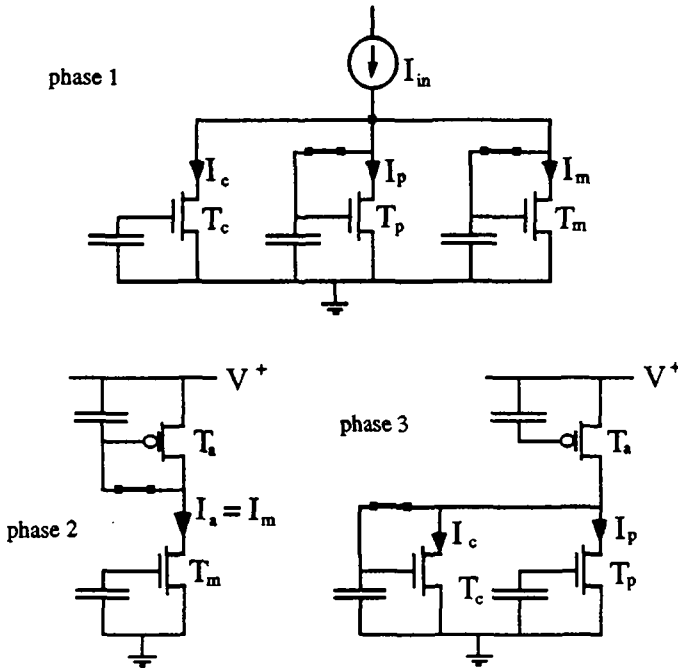 phase 1
I_in
I_c
I_p
I_m
T_c
T_p
T_m
V⁺
V⁺
phase 3
T_a
T_a
phase 2
I_a = I_m
I_c
I_p
T_m
T_c
T_p